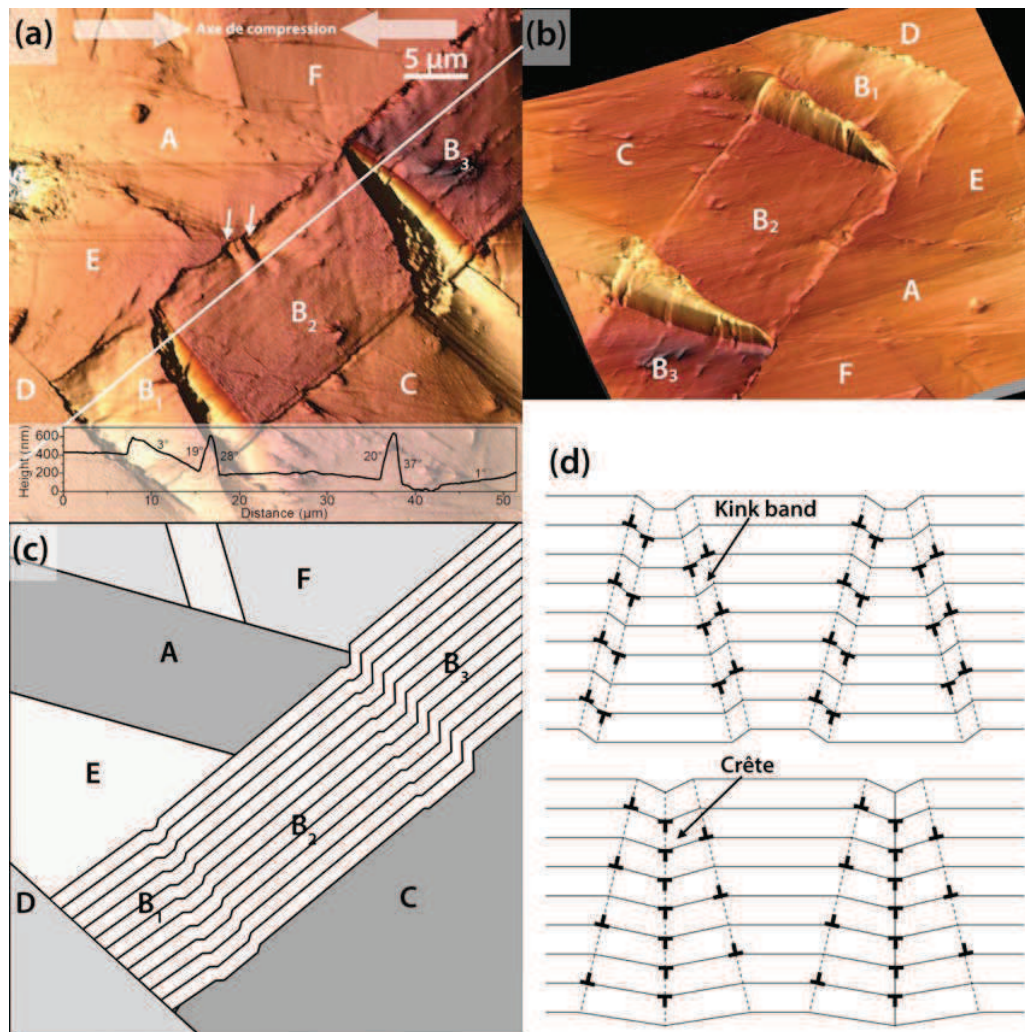 (a)
Axe de compression
5 µm
F
A
B3
E
B2
C
D
B1
Height (nm)
600
400
200
0
3°
19°
28°
20°
37°
1°
0 10 20 30 40 50
Distance (µm)
(b)
D
B1
C
E
B2
A
B3
F
(c)
F
A
B3
E
B2
D
B1
C
(d)
Kink band
Crête